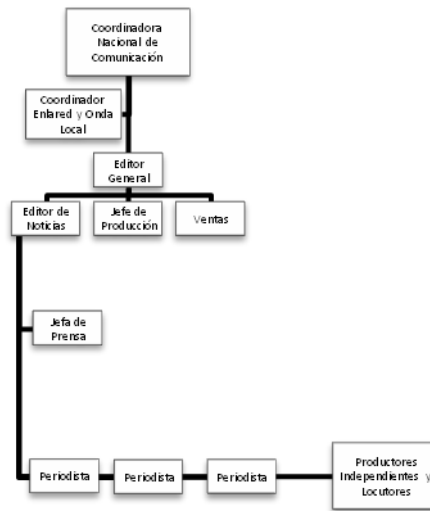 Coordinadora
Nacional de
Comunicación
Coordinador
Enlared y Onda
Local
Editor
General
Editor de
Noticias
Jefe de
Producción
Ventas
Jefa de
Prensa
Periodista
Periodista
Periodista
Productores
Independientes y
Locutores